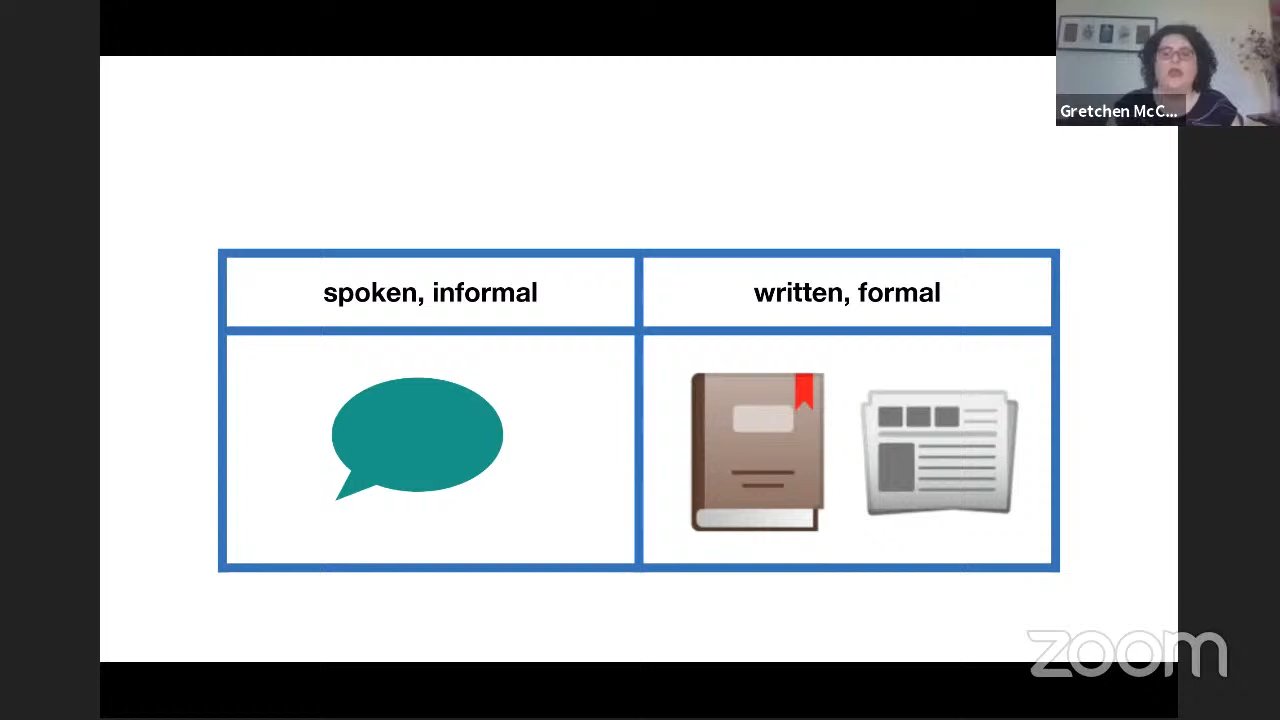 Gretchen McC...
spoken, informal
written, formal
zoom